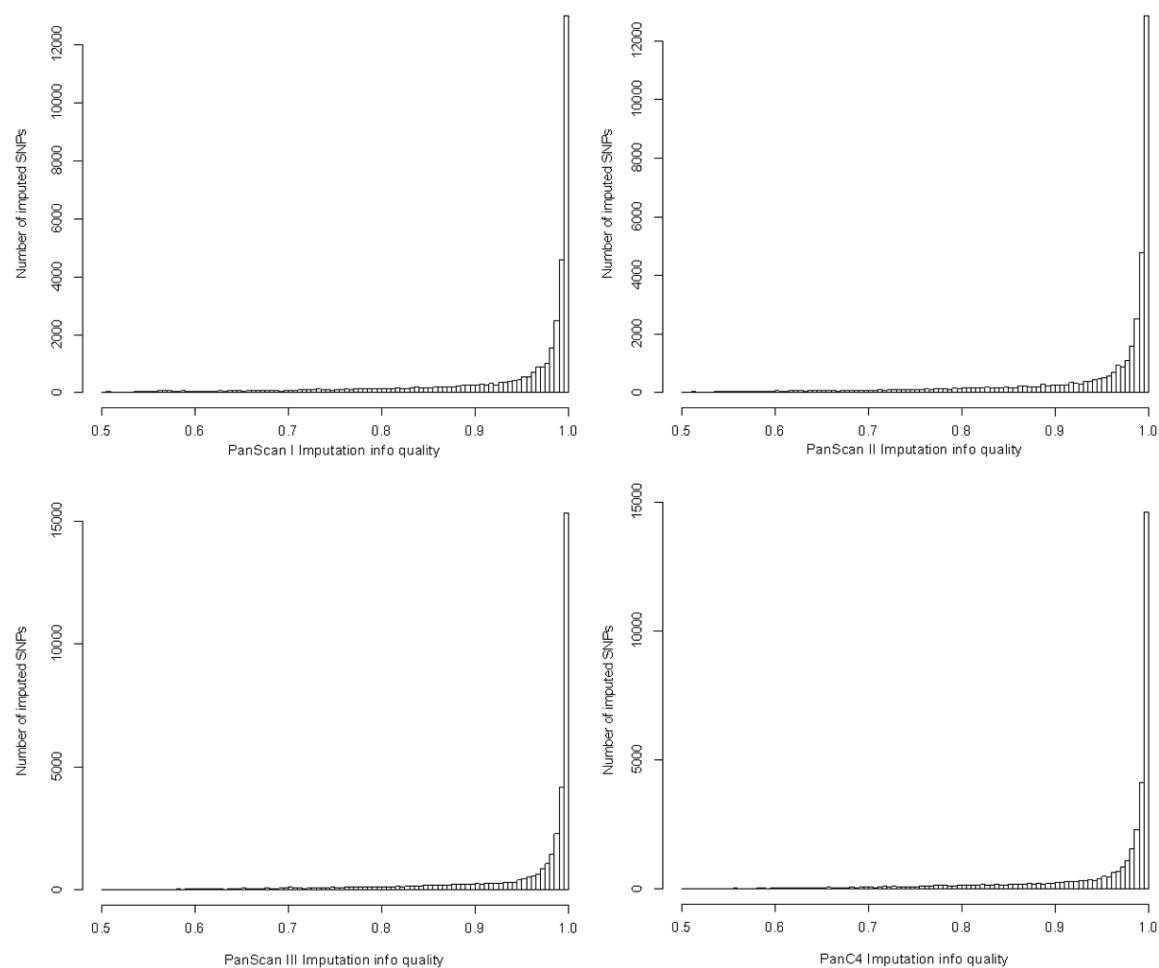 Number of imputed SNPs
12000
10000
8000
6000
4000
2000
0
0.5 0.6 0.7 0.8 0.9 1.0
PanScan I Imputation info quality
Number of imputed SNPs
12000
10000
8000
6000
4000
2000
0
0.5 0.6 0.7 0.8 0.9 1.0
PanScan II Imputation info quality
Number of imputed SNPs
15000
10000
5000
0
0.5 0.6 0.7 0.8 0.9 1.0
PanScan III Imputation info quality
Number of imputed SNPs
15000
10000
5000
0
0.5 0.6 0.7 0.8 0.9 1.0
PanC4 Imputation info quality